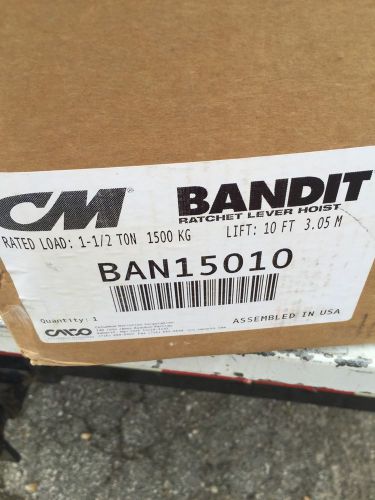 CM BANDIT
RATCHET LEVER HOIST
RATED LOAD: 1-1/2 TON 1500 KG LIFT: 10 FT 3.05 M
BAN15010
Quantity: 1
CMCO
ASSEMBLED IN USA